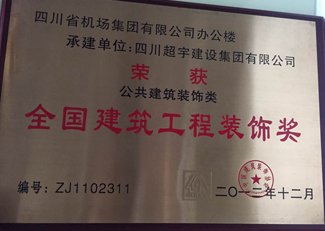 四川省机场集团有限公司办公楼
承建单位:四川超宇建设集团有限公司
荣获
公共建筑装饰类
全国建筑工程装饰奖
编号: ZJ1102311
二〇一二年十二月